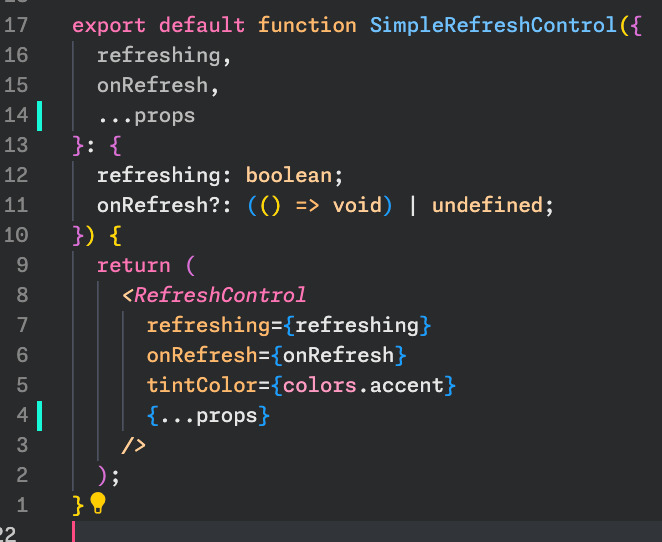 17 export default function SimpleRefreshControl({
16 refreshing,
15 onRefresh,
14 ...props
13 }: {
12 refreshing: boolean;
11 onRefresh?: (() => void) | undefined;
10 }) {
9 return (
8 <RefreshControl
7 refreshing={refreshing}
6 onRefresh={onRefresh}
5 tintColor={colors.accent}
4 {...props}
3 />
2 );
1 }
22